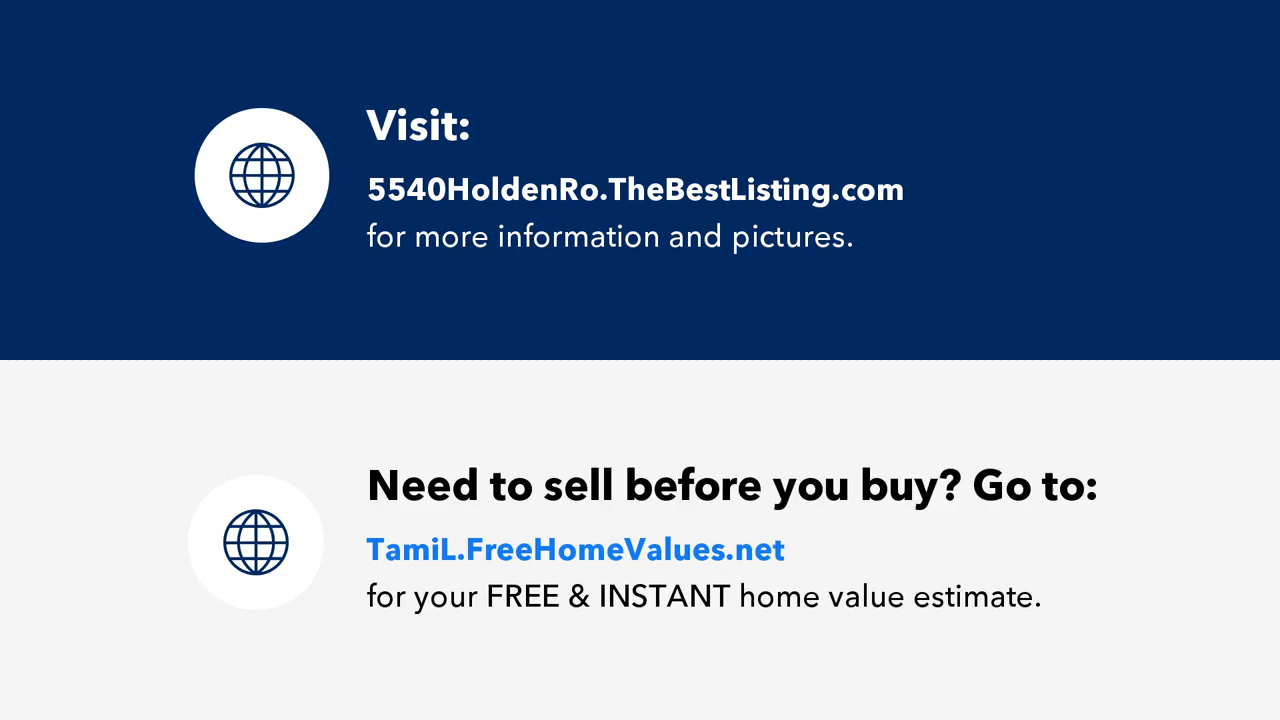 Visit:
5540HoldenRo.TheBestListing.com
for more information and pictures.
Need to sell before you buy? Go to:
TamiL.FreeHomeValues.net
for your FREE & INSTANT home value estimate.